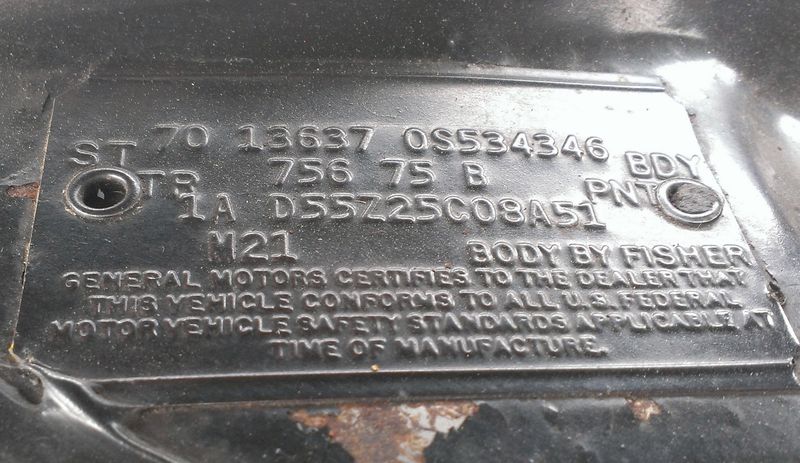 ST 70 13637 0S534346 BDY
TR 756 75 B PNT
1A D55Z25C08A51
M21 BODY BY FISHER
GENERAL MOTORS CERTIFIES TO THE DEALER THAT
THIS VEHICLE CONFORMS TO ALL U.S. FEDERAL
MOTOR VEHICLE SAFETY STANDARDS APPLICABLE AT
TIME OF MANUFACTURE.